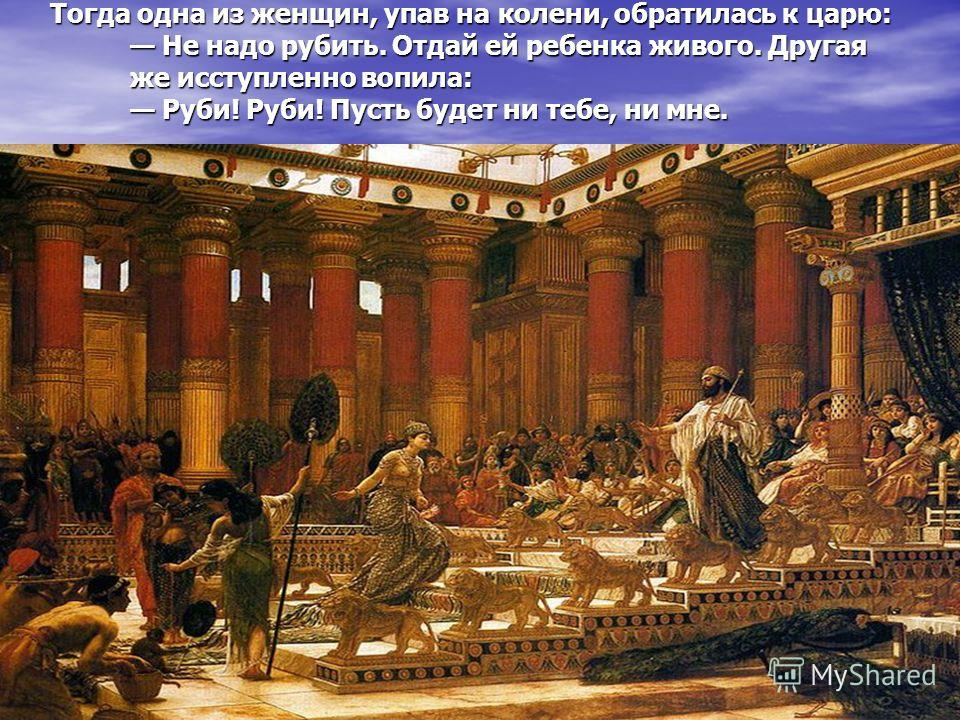 Тогда одна из женщин, упав на колени, обратилась к царю:
— Не надо рубить. Отдай ей ребенка живого. Другая
же исступленно вопила:
— Руби! Руби! Пусть будет ни тебе, ни мне.
MyShared